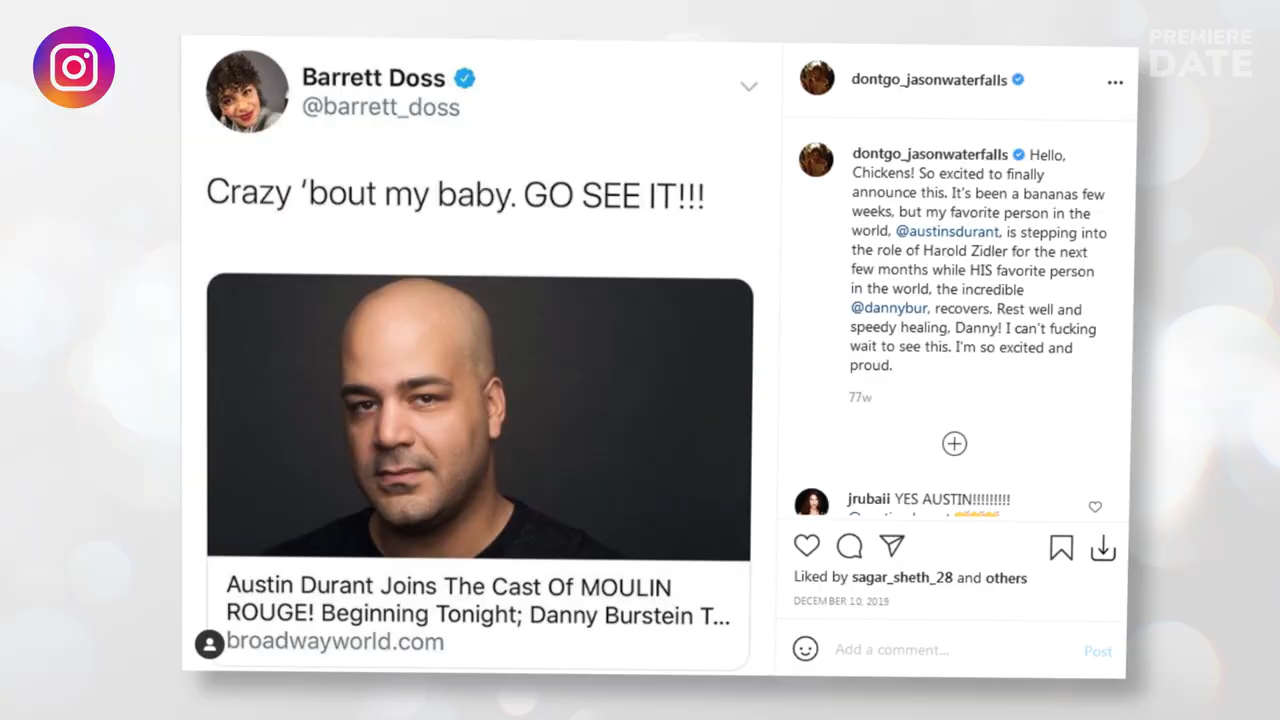 PREMIERE
DATE
Barrett Doss
@barrett_doss
Crazy ’bout my baby. GO SEE IT!!!
Austin Durant Joins The Cast Of MOULIN
ROUGE! Beginning Tonight; Danny Burstein T...
broadwayworld.com
dontgo_jasonwaterfalls
dontgo_jasonwaterfalls Hello,
Chickens! So excited to finally
announce this. It's been a bananas few
weeks, but my favorite person in the
world, @austinsdurant, is stepping into
the role of Harold Zidler for the next
few months while HIS favorite person
in the world, the incredible
@dannybur, recovers. Rest well and
speedy healing, Danny! I can't fucking
wait to see this. I'm so excited and
proud.
77w
jrubaii YES AUSTIN!!!!!!!!!
Liked by sagar_sheth_28 and others
DECEMBER 10, 2019
Add a comment...
Post